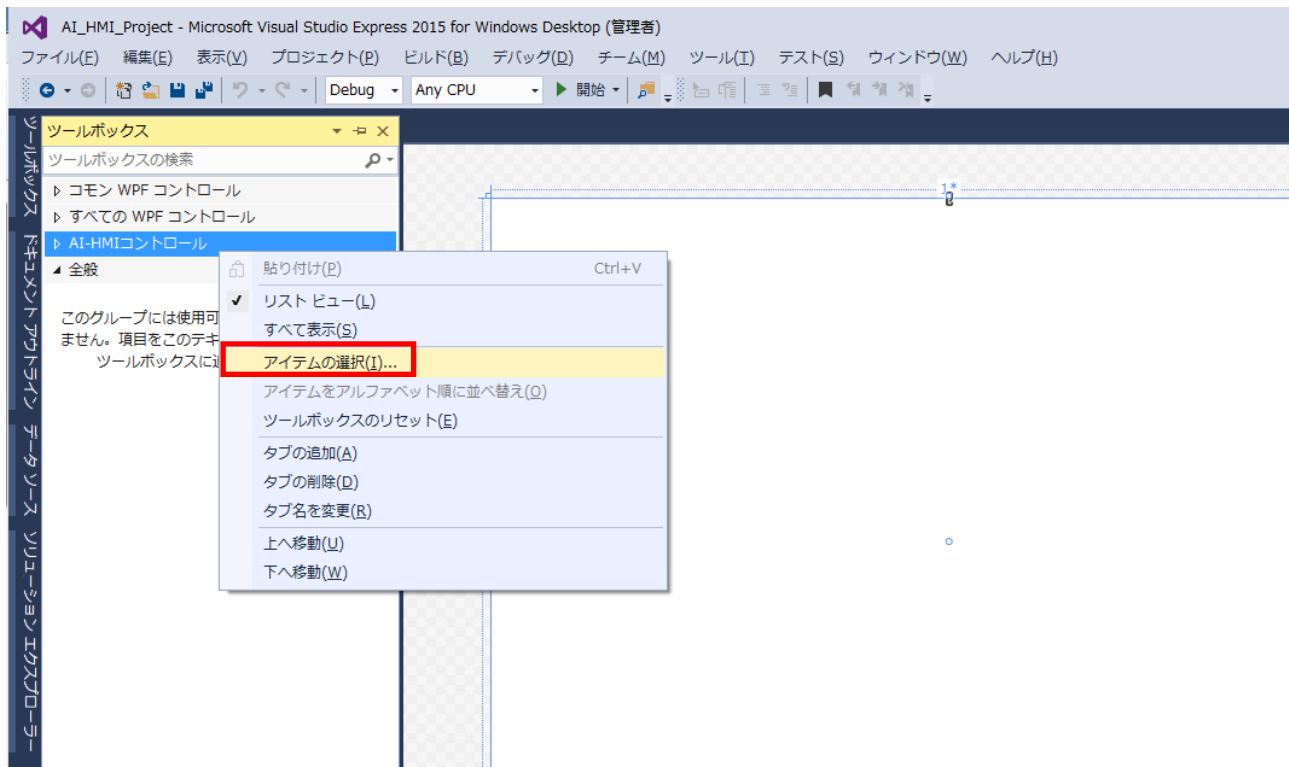 AI_HMI_Project - Microsoft Visual Studio Express 2015 for Windows Desktop (管理者)
ファイル(F) 編集(E) 表示(V) プロジェクト(P) ビルド(B) デバッグ(D) チーム(M) ツール(T) テスト(S) ウィンドウ(W) ヘルプ(H)
Debug Any CPU 開始
ツールボックス
ドキュメント アウトライン
データ ソース
ソリューション エクスプローラー
ツールボックス
ツールボックスの検索
コモン WPF コントロール
すべての WPF コントロール
AI-HMIコントロール
全般
このグループには使用可
ません。項目をこのテキ
ツールボックスに
貼り付け(P) Ctrl+V
リスト ビュー(L)
すべて表示(S)
アイテムの選択(I)...
アイテムをアルファベット順に並べ替え(O)
ツールボックスのリセット(E)
タブの追加(A)
タブの削除(D)
タブ名を変更(R)
上へ移動(U)
下へ移動(W)
1*